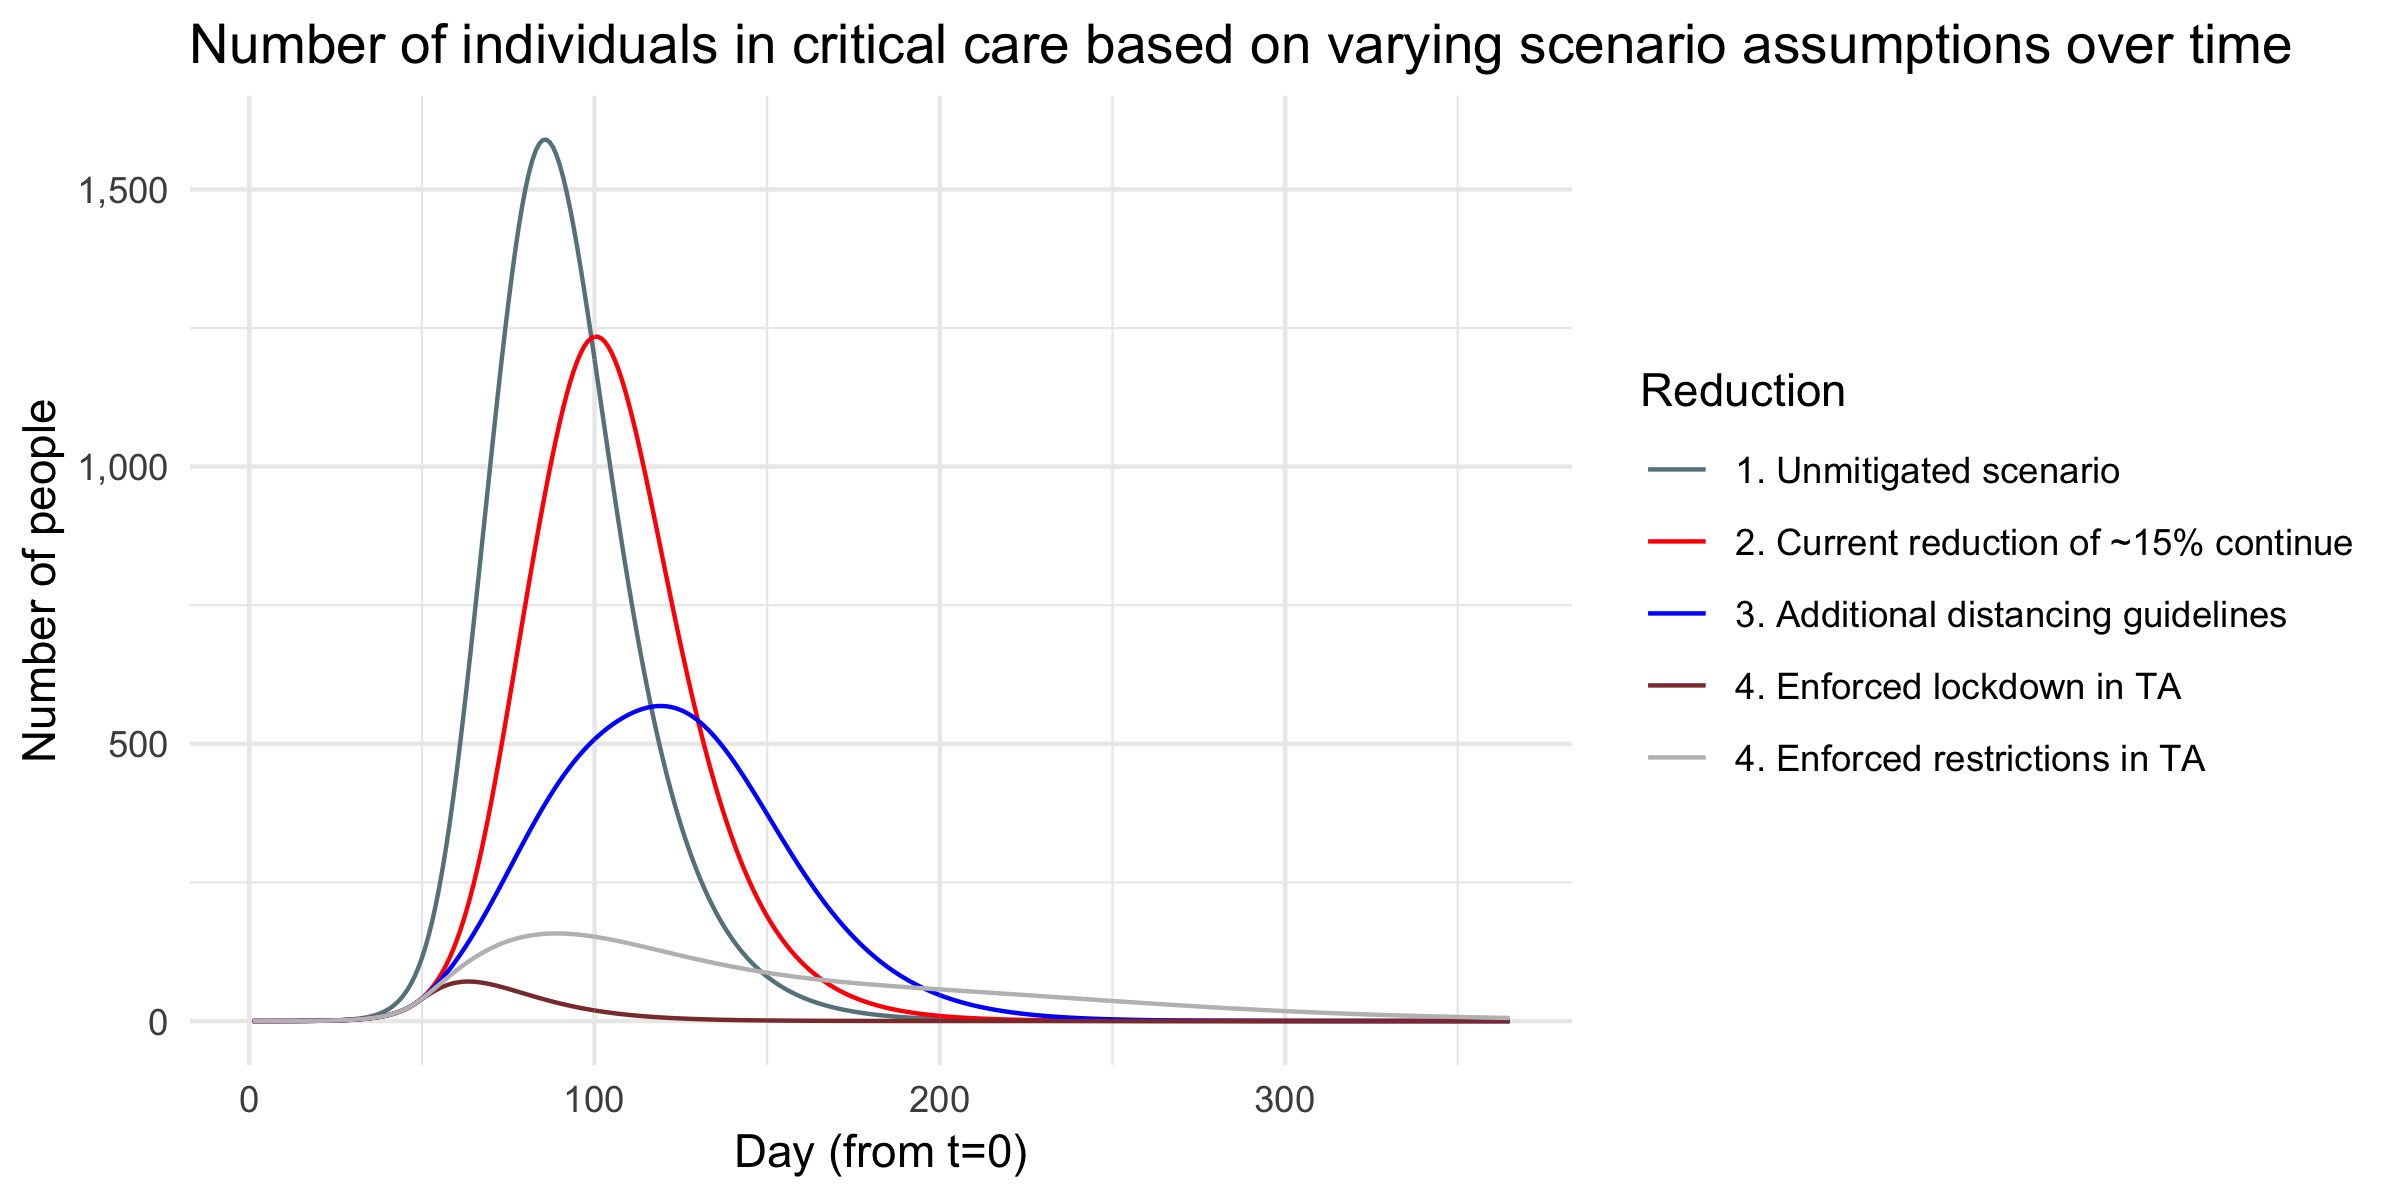 Number of individuals in critical care based on varying scenario assumptions over time
Number of people
1,500
1,000
500
0
0
100
200
300
Day (from t=0)
Reduction
1. Unmitigated scenario
2. Current reduction of ~15% continue
3. Additional distancing guidelines
4. Enforced lockdown in TA
4. Enforced restrictions in TA